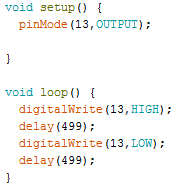 void setup() {
  pinMode(13,OUTPUT);

}

void loop() {
  digitalWrite(13,HIGH);
  delay(499);
  digitalWrite(13,LOW);
  delay(499);
}